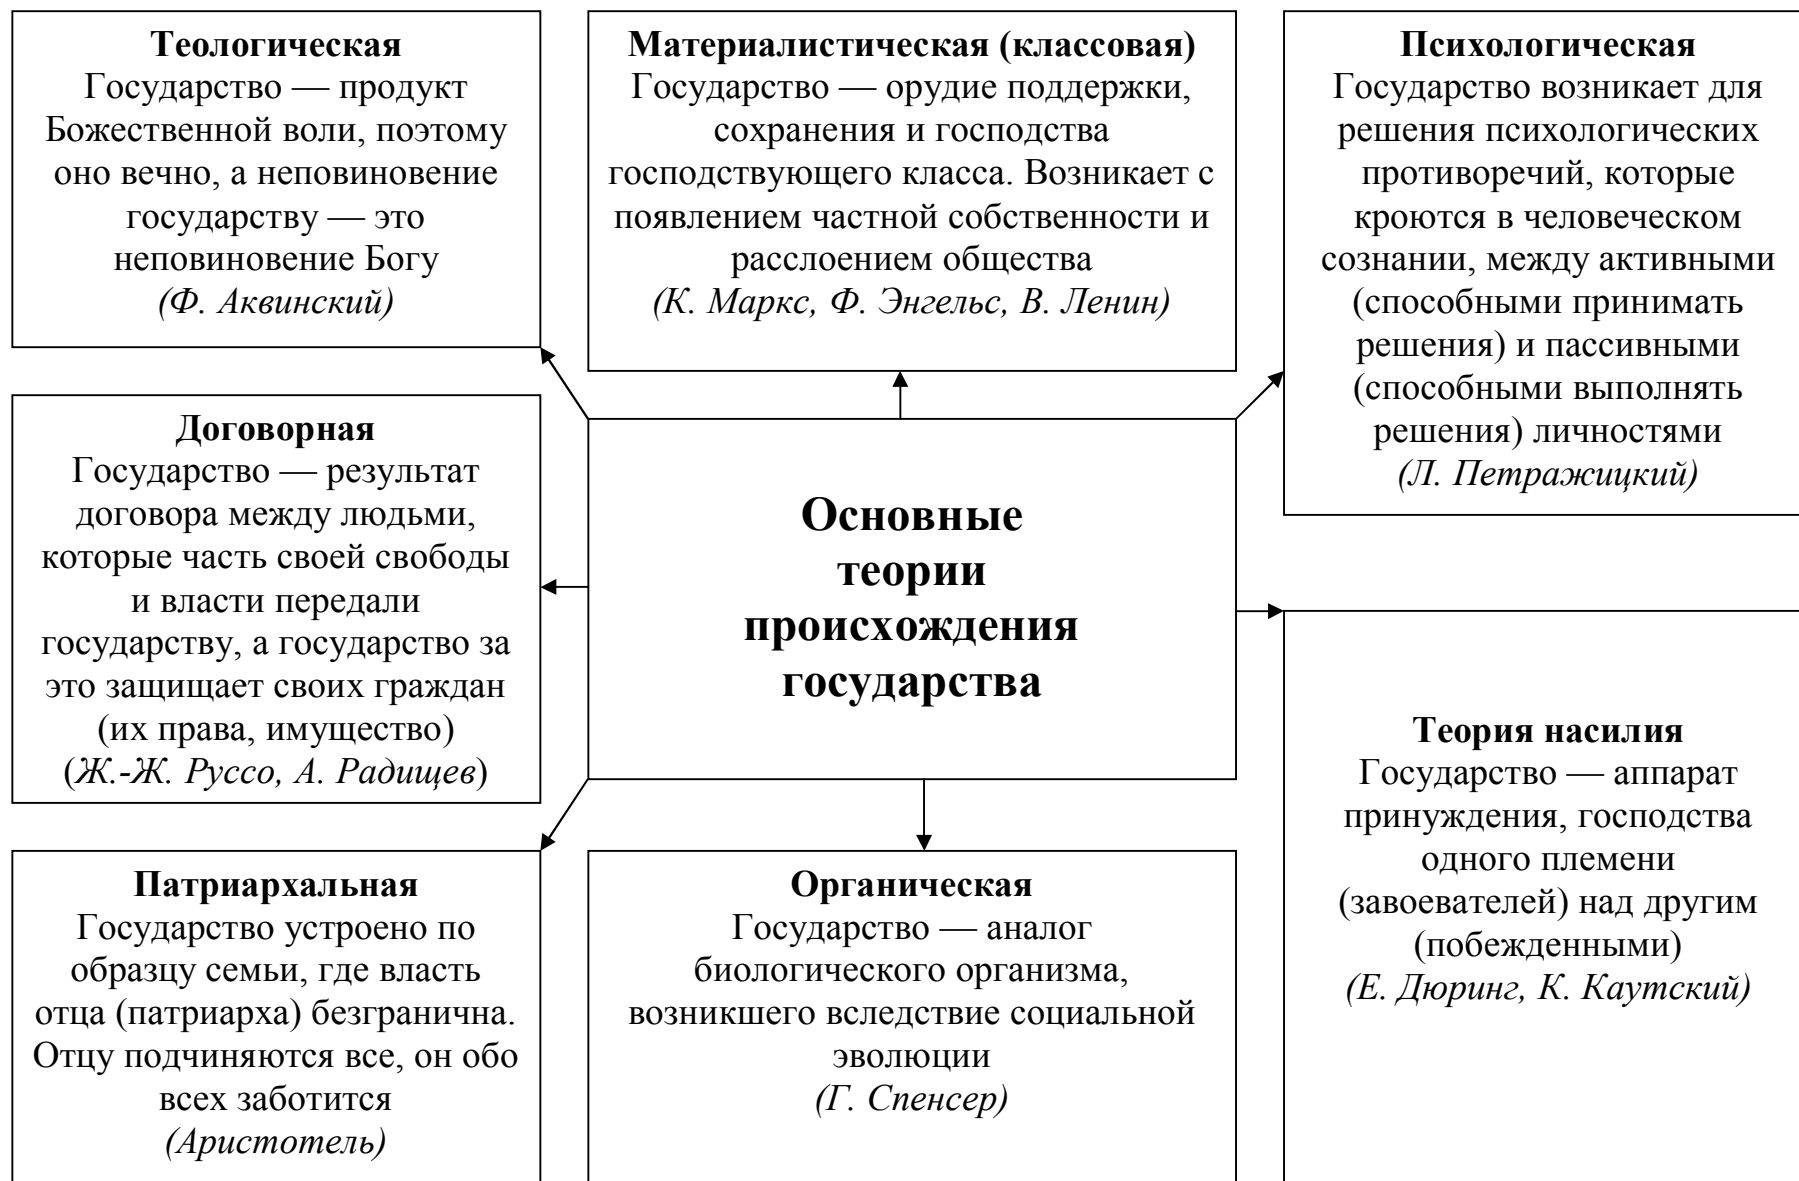 Теологическая
Государство — продукт
Божественной воли, поэтому
оно вечно, а неповиновение
государству — это
неповиновение Богу
(Ф. Аквинский)
Материалистическая (классовая)
Государство — орудие поддержки,
сохранения и господства
господствующего класса. Возникает с
появлением частной собственности и
расслоением общества
(К. Маркс, Ф. Энгельс, В. Ленин)
Психологическая
Государство возникает для
решения психологических
противоречий, которые
кроются в человеческом
сознании, между активными
(способными принимать
решения) и пассивными
(способными выполнять
решения) личностями
(Л. Петражицкий)
Договорная
Государство — результат
договора между людьми,
которые часть своей свободы
и власти передали
государству, а государство за
это защищает своих граждан
(их права, имущество)
(Ж.-Ж. Руссо, А. Радищев)
Основные
теории
происхождения
государства
Теория насилия
Государство — аппарат
принуждения, господства
одного племени
(завоевателей) над другим
(побежденными)
(Е. Дюринг, К. Каутский)
Патриархальная
Государство устроено по
образцу семьи, где власть
отца (патриарха) безгранична.
Отцу подчиняются все, он обо
всех заботится
(Аристотель)
Органическая
Государство — аналог
биологического организма,
возникшего вследствие социальной
эволюции
(Г. Спенсер)